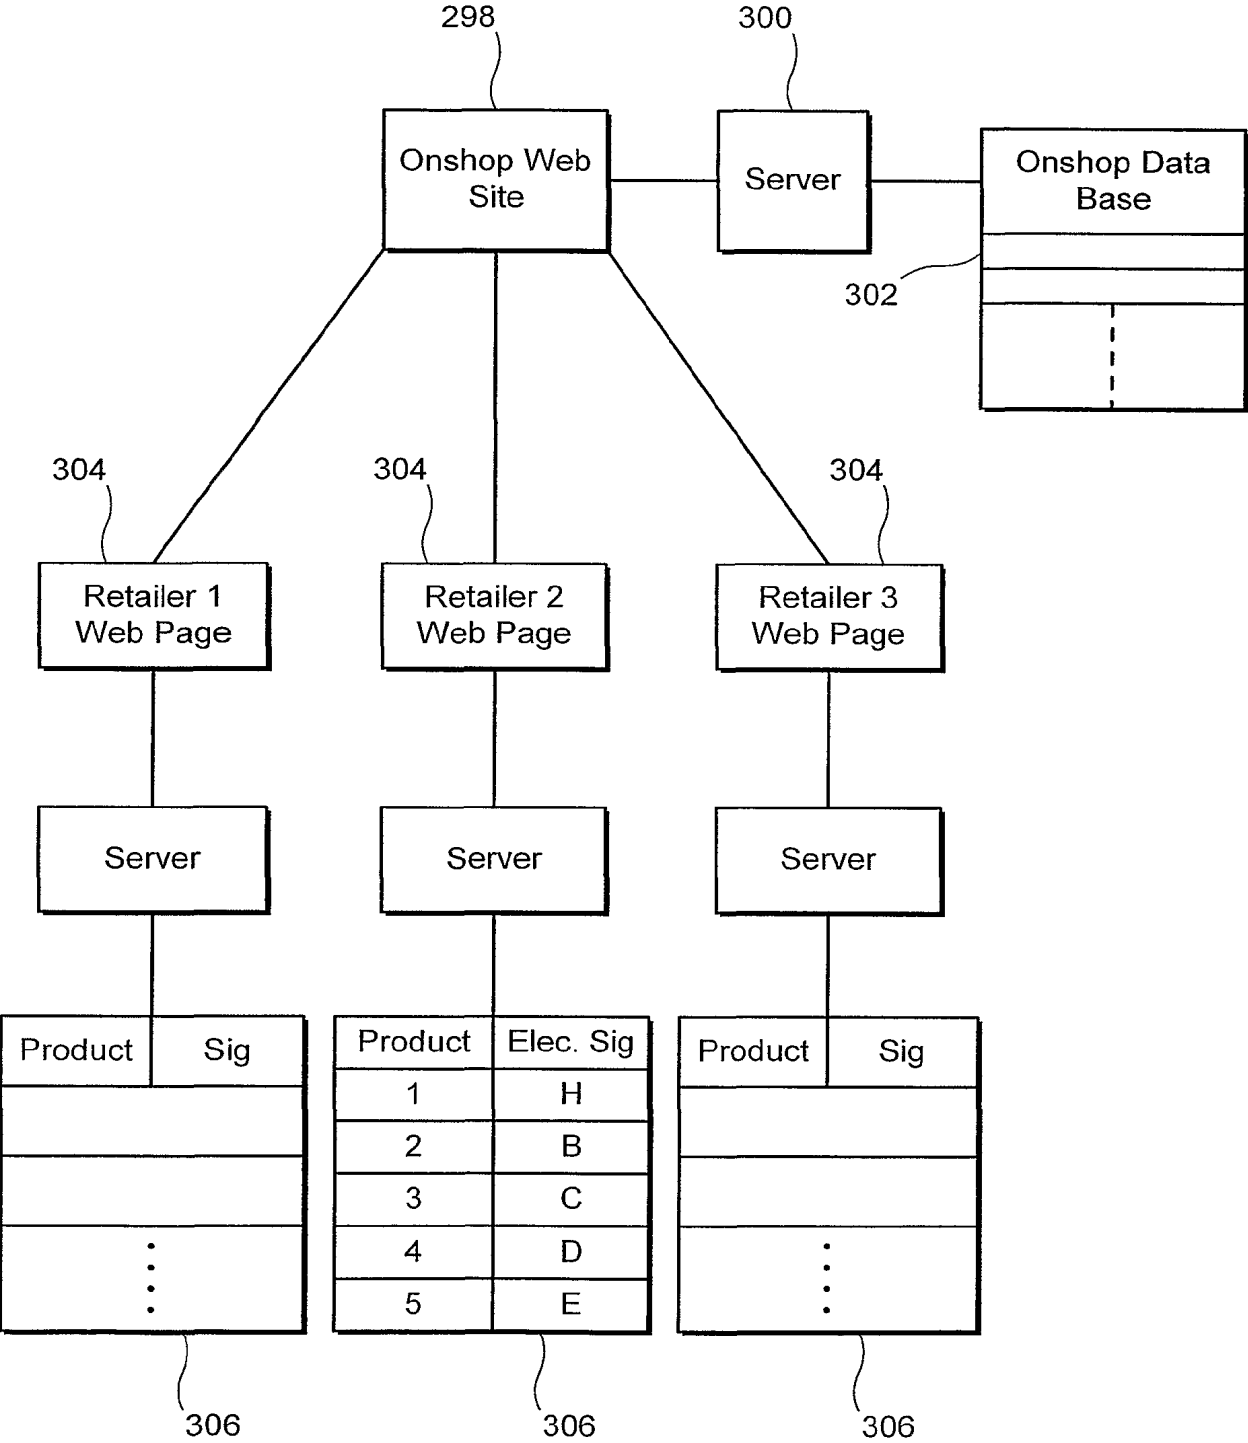 298
300
Onshop Web
Site
Server
Onshop Data
Base
302
304
304
304
Retailer 1
Web Page
Retailer 2
Web Page
Retailer 3
Web Page
Server
Server
Server
Product Sig
Product Elec. Sig
1 H
2 B
3 C
4 D
5 E
Product Sig
306
306
306